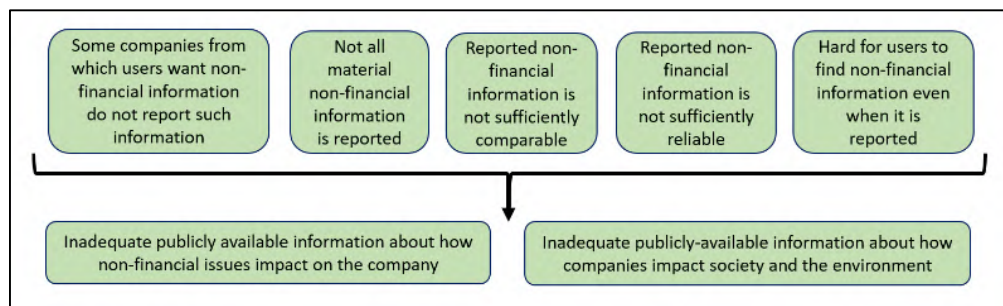 Some companies from
which users want non-
financial information
do not report such
information
Not all
material
non-financial
information
is reported
Reported non-
financial
information is
not sufficiently
comparable
Reported non-
financial
information is
not sufficiently
reliable
Hard for users to
find non-financial
information even
when it is
reported
Inadequate publicly available information about how
non-financial issues impact on the company
Inadequate publicly-available information about how
companies impact society and the environment